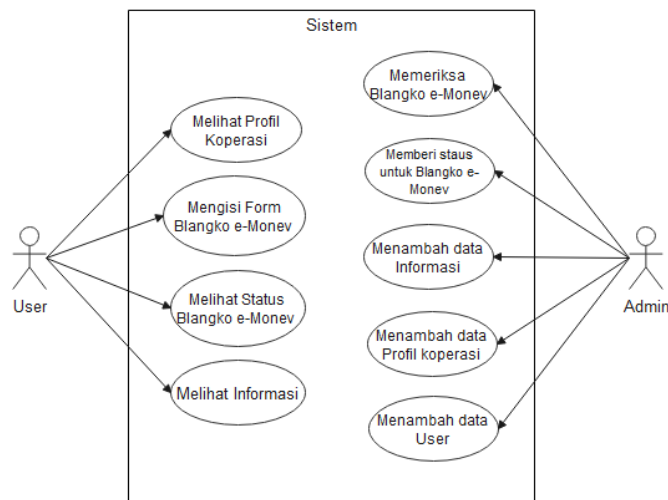 Sistem
Melihat Profil
Koperasi
Mengisi Form
Blangko e-Monev
Melihat Status
Blangko e-Monev
Melihat Informasi
User
Memeriksa
Blangko e-Monev
Memberi staus
untuk Blangko e-
Monev
Menambah data
Informasi
Menambah data
Profil koperasi
Menambah data
User
Admin